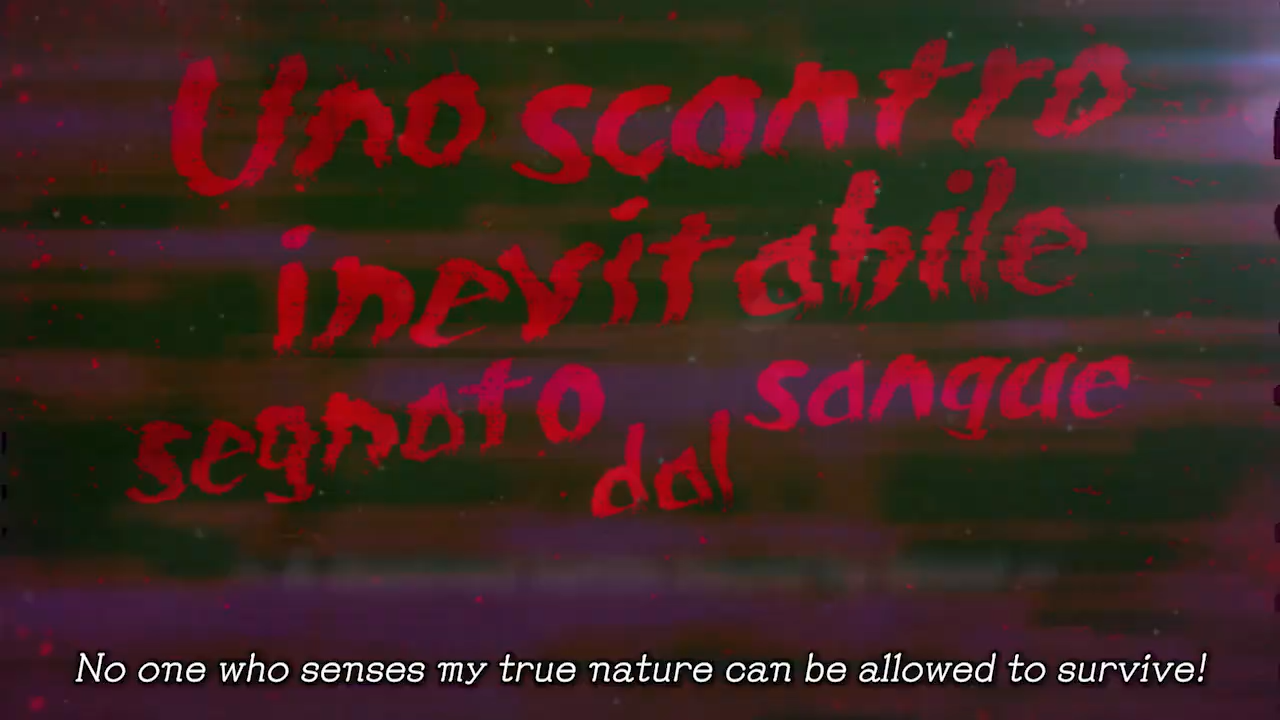 Uno scontro
inevitabile
segnato dal sangue
No one who senses my true nature can be allowed to survive!